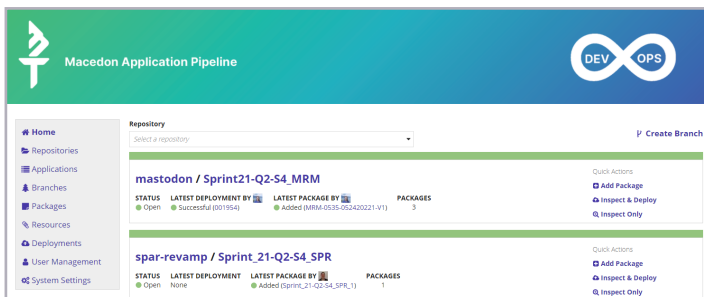 Macedon Application Pipeline
DEV OPS
Home
Repositories
Applications
Branches
Packages
Resources
Deployments
User Management
System Settings
Repository
Select a repository
Create Branch
mastodon / Sprint21-Q2-S4_MRM
STATUS LATEST DEPLOYMENT BY LATEST PACKAGE BY PACKAGES
Open Successful (001954) Added (MRM-0535-052420221-V1) 3
Quick Actions
Add Package
Inspect & Deploy
Inspect Only
spar-revamp / Sprint_21-Q2-S4_SPR
STATUS LATEST DEPLOYMENT LATEST PACKAGE BY PACKAGES
Open None Added (Sprint_21-Q2-S4_SPR_1) 1
Quick Actions
Add Package
Inspect & Deploy
Inspect Only